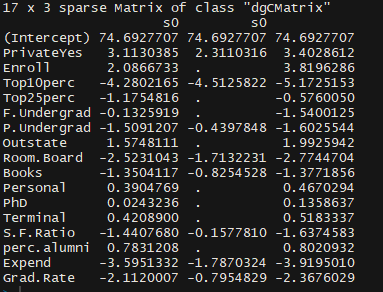 17 x 3 sparse Matrix of class "dgCMatrix"
s0 s0
(Intercept) 74.6927707 74.6927707 74.6927707
PrivateYes 3.1130385 2.3110316 3.4028612
Enroll 2.0866733 . 3.8196286
Top10perc -4.2802165 -4.5125822 -5.1725153
Top25perc -1.1754816 . -0.5760050
F.Undergrad -0.1325919 . -1.5400125
P.Undergrad -1.5091207 -0.4397848 -1.6025544
Outstate 1.5748111 . 1.9925942
Room.Board -2.5231043 -1.7132231 -2.7744704
Books -1.3504117 -0.8254528 -1.3771856
Personal 0.3904769 . 0.4670294
PhD 0.0243236 . 0.1358637
Terminal 0.4208900 . 0.5183337
S.F.Ratio -1.4407680 -0.1577810 -1.6374583
perc.alumni 0.7831208 . 0.8020932
Expend -3.5951332 -1.7870324 -3.9195010
Grad.Rate -2.1120007 -0.7954829 -2.3676029